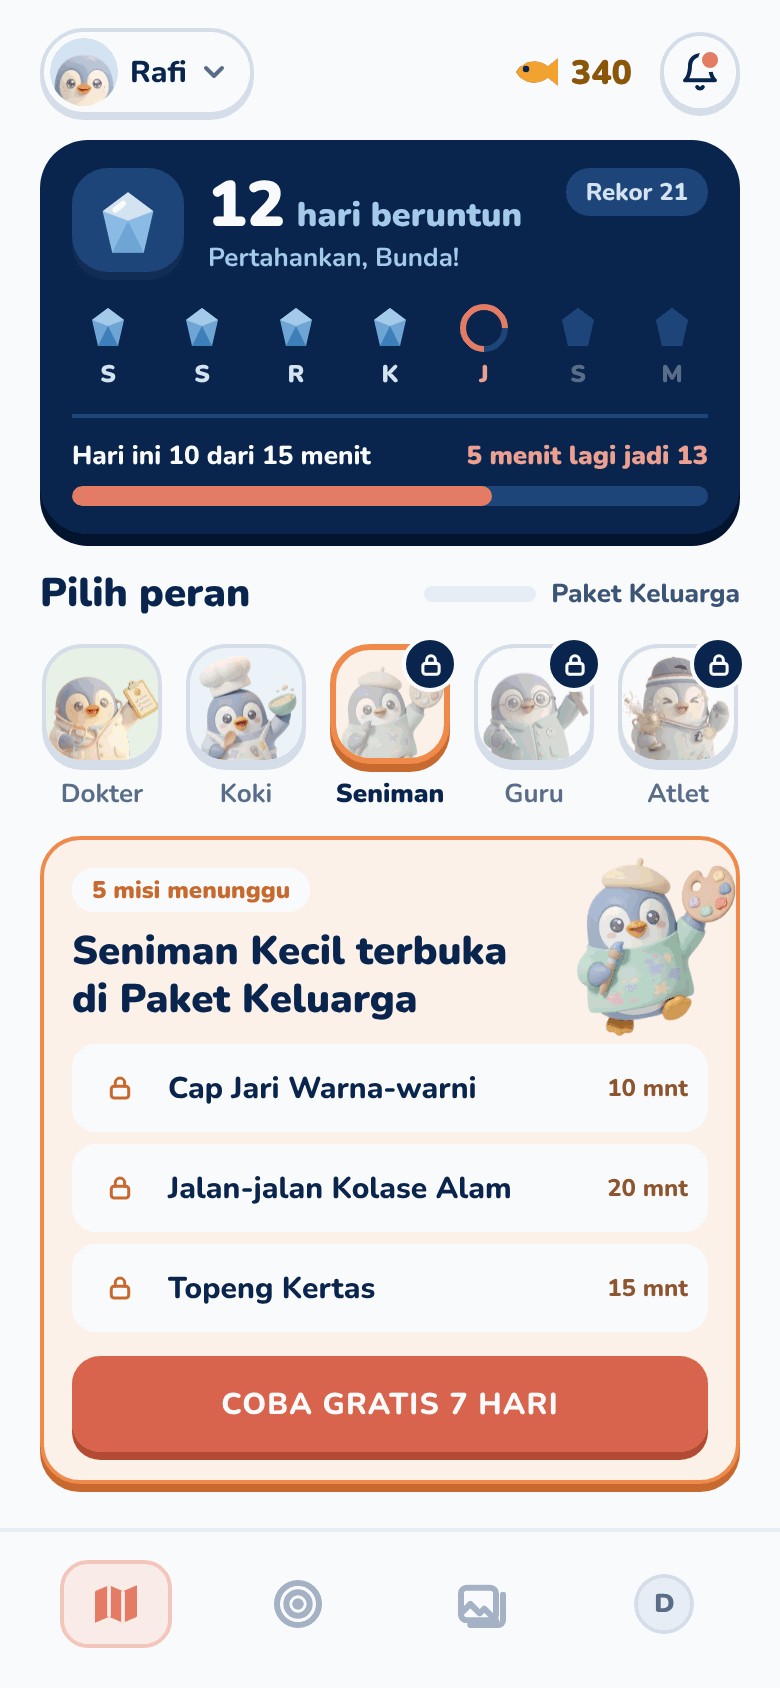 Rafi
340
12 hari beruntun
Rekor 21
Pertahankan, Bunda!
S S R K J S M
Hari ini 10 dari 15 menit
5 menit lagi jadi 13
Pilih peran
Paket Keluarga
Dokter
Koki
Seniman
Guru
Atlet
5 misi menunggu
Seniman Kecil terbuka
di Paket Keluarga
Cap Jari Warna-warni
10 mnt
Jalan-jalan Kolase Alam
20 mnt
Topeng Kertas
15 mnt
COBA GRATIS 7 HARI
D